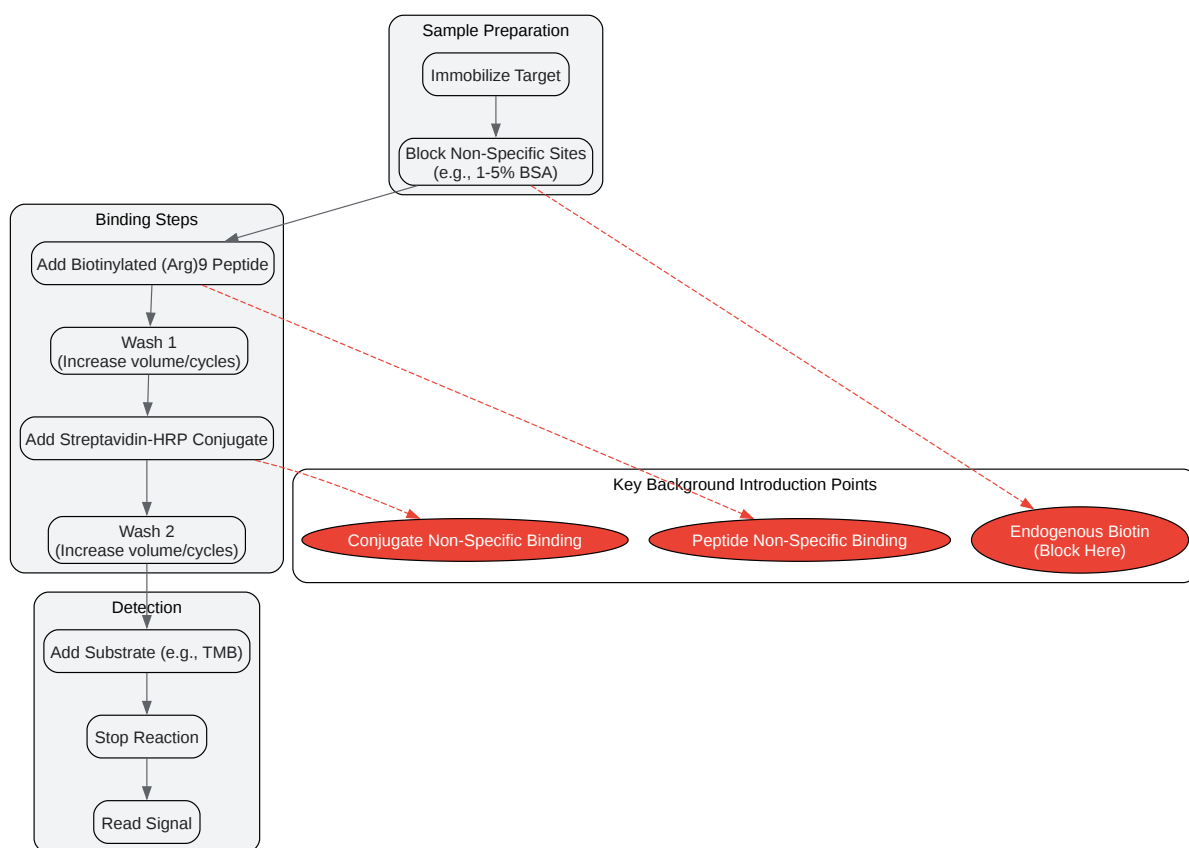 Sample Preparation
Immobilize Target
Block Non-Specific Sites
(e.g., 1-5% BSA)
Binding Steps
Add Biotinylated (Arg)9 Peptide
Wash 1
(Increase volume/cycles)
Add Streptavidin-HRP Conjugate
Wash 2
(Increase volume/cycles)
Key Background Introduction Points
Conjugate Non-Specific Binding
Peptide Non-Specific Binding
Endogenous Biotin
(Block Here)
Detection
Add Substrate (e.g., TMB)
Stop Reaction
Read Signal